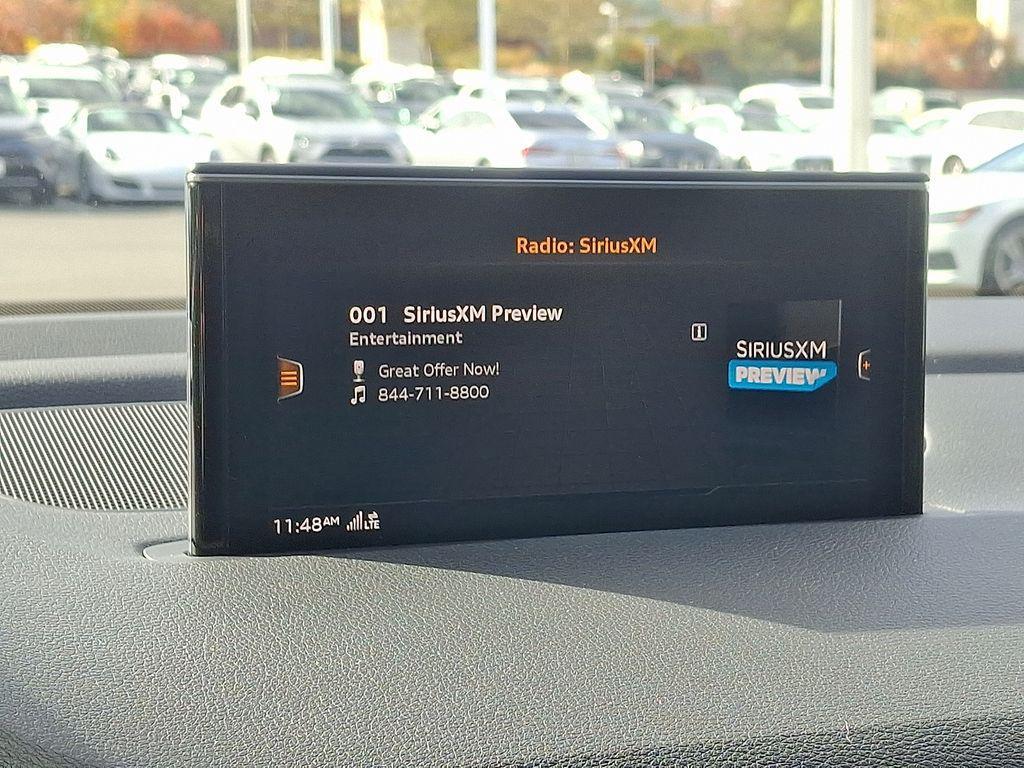 Radio: SiriusXM
001 SiriusXM Preview
Entertainment
Great Offer Now!
844-711-8800
SIRIUSXM
PREVIEW
11:48AM LTE